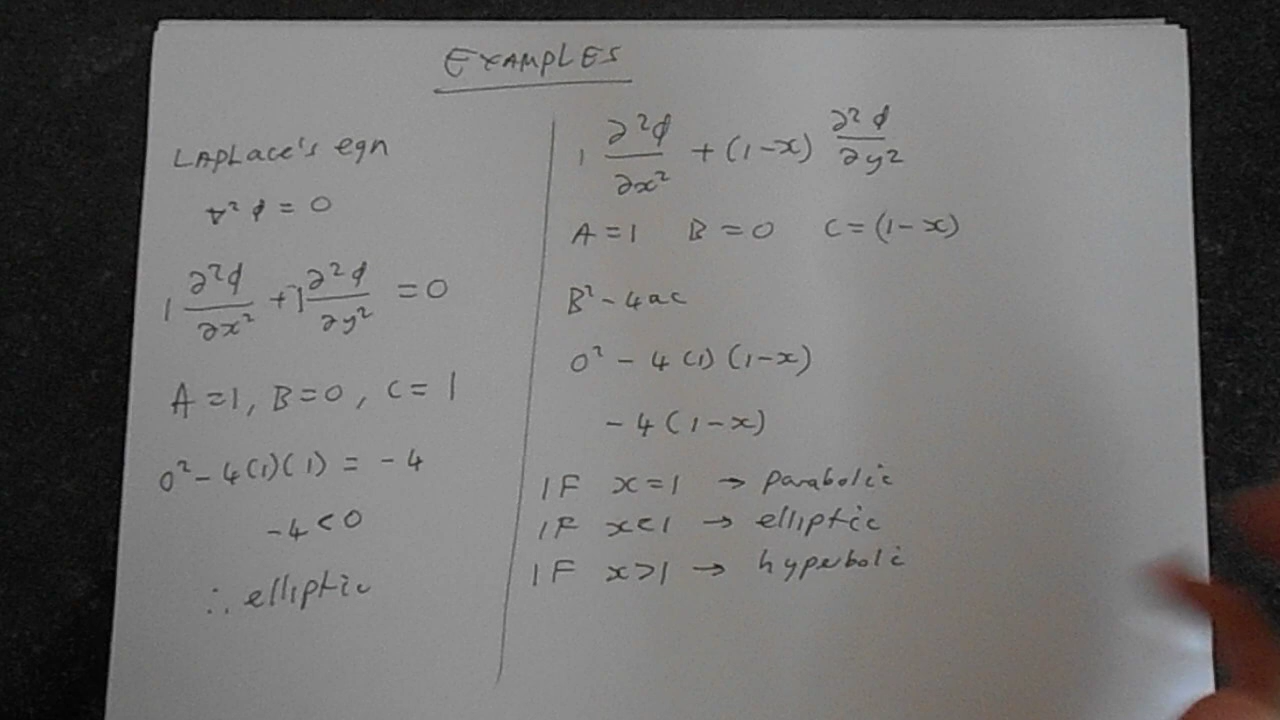 EXAMPLES
LAPLace's eqn
∇²φ = 0
1 ∂²φ/∂x² + 1 ∂²φ/∂y² = 0
A = 1, B = 0, C = 1
0² - 4(1)(1) = -4
-4 < 0
∴ elliptic
1 ∂²φ/∂x² + (1-x) ∂²φ/∂y²
A = 1 B = 0 C = (1-x)
B² - 4ac
0² - 4(1)(1-x)
- 4(1-x)
IF x = 1 → parabolic
IF x < 1 → elliptic
IF x > 1 → hyperbolic